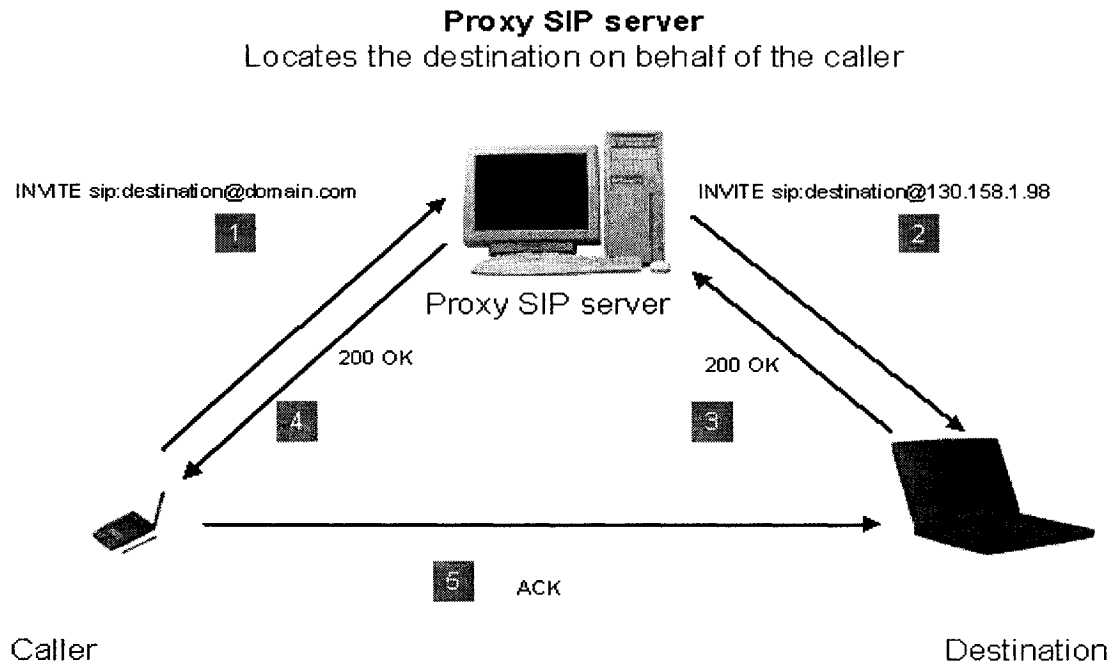 Proxy SIP server
Locates the destination on behalf of the caller
INVITE sip:destination@domain.com
1
INVITE sip:destination@130.158.1.98
2
Proxy SIP server
200 OK
4
200 OK
3
5
ACK
Caller
Destination